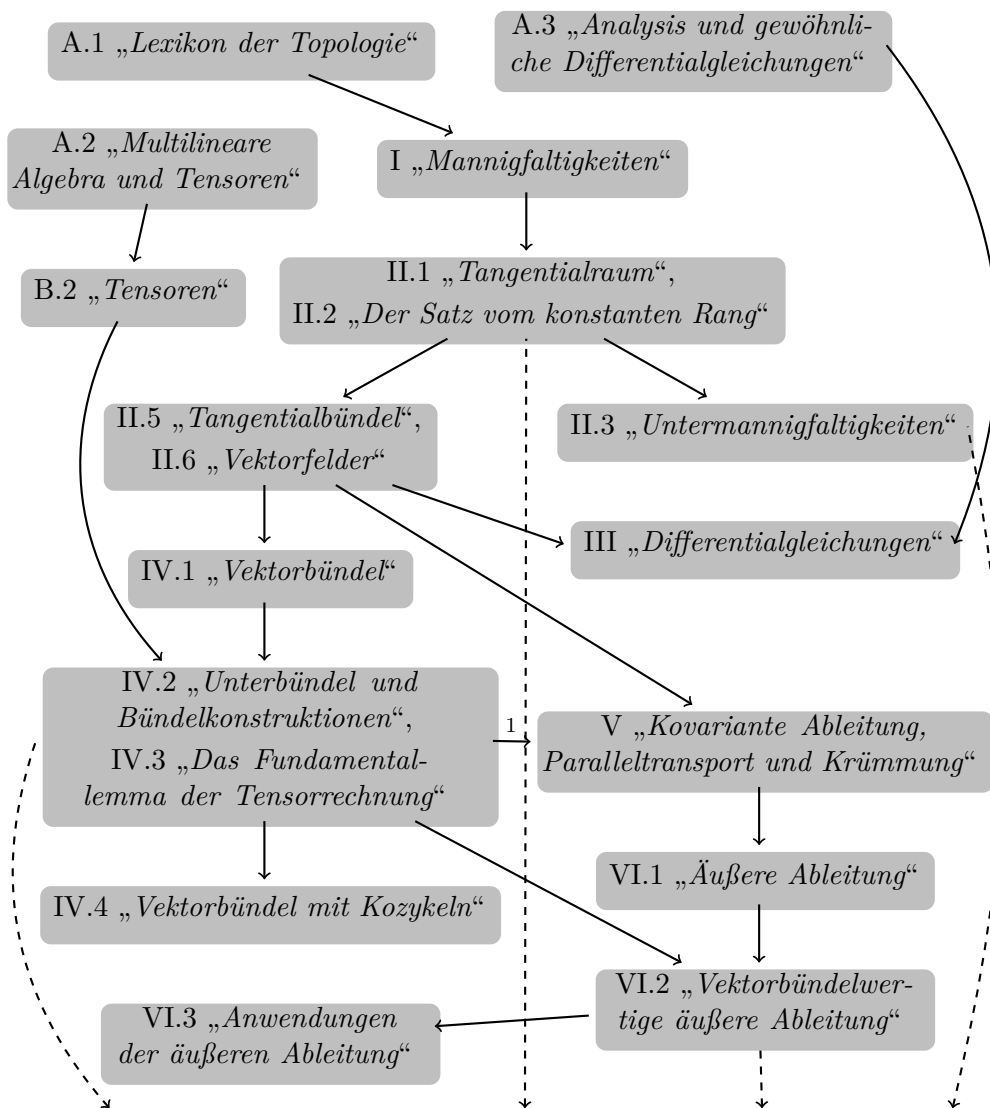 A.1 „Lexikon der Topologie“
A.3 „Analysis und gewöhnli-
che Differentialgleichungen“
A.2 „Multilineare
Algebra und Tensoren“
I „Mannigfaltigkeiten“
B.2 „Tensoren“
II.1 „Tangentialraum“,
II.2 „Der Satz vom konstanten Rang“
II.5 „Tangentialbündel“,
II.6 „Vektorfelder“
II.3 „Untermannigfaltigkeiten“
III „Differentialgleichungen“
IV.1 „Vektorbündel“
IV.2 „Unterbündel und
Bündelkonstruktionen“,
IV.3 „Das Fundamental-
lemma der Tensorrechnung“
1
V „Kovariante Ableitung,
Paralleltransport und Krümmung“
VI.1 „Äußere Ableitung“
IV.4 „Vektorbündel mit Kozykeln“
VI.2 „Vektorbündelwer-
tige äußere Ableitung“
VI.3 „Anwendungen
der äußeren Ableitung“